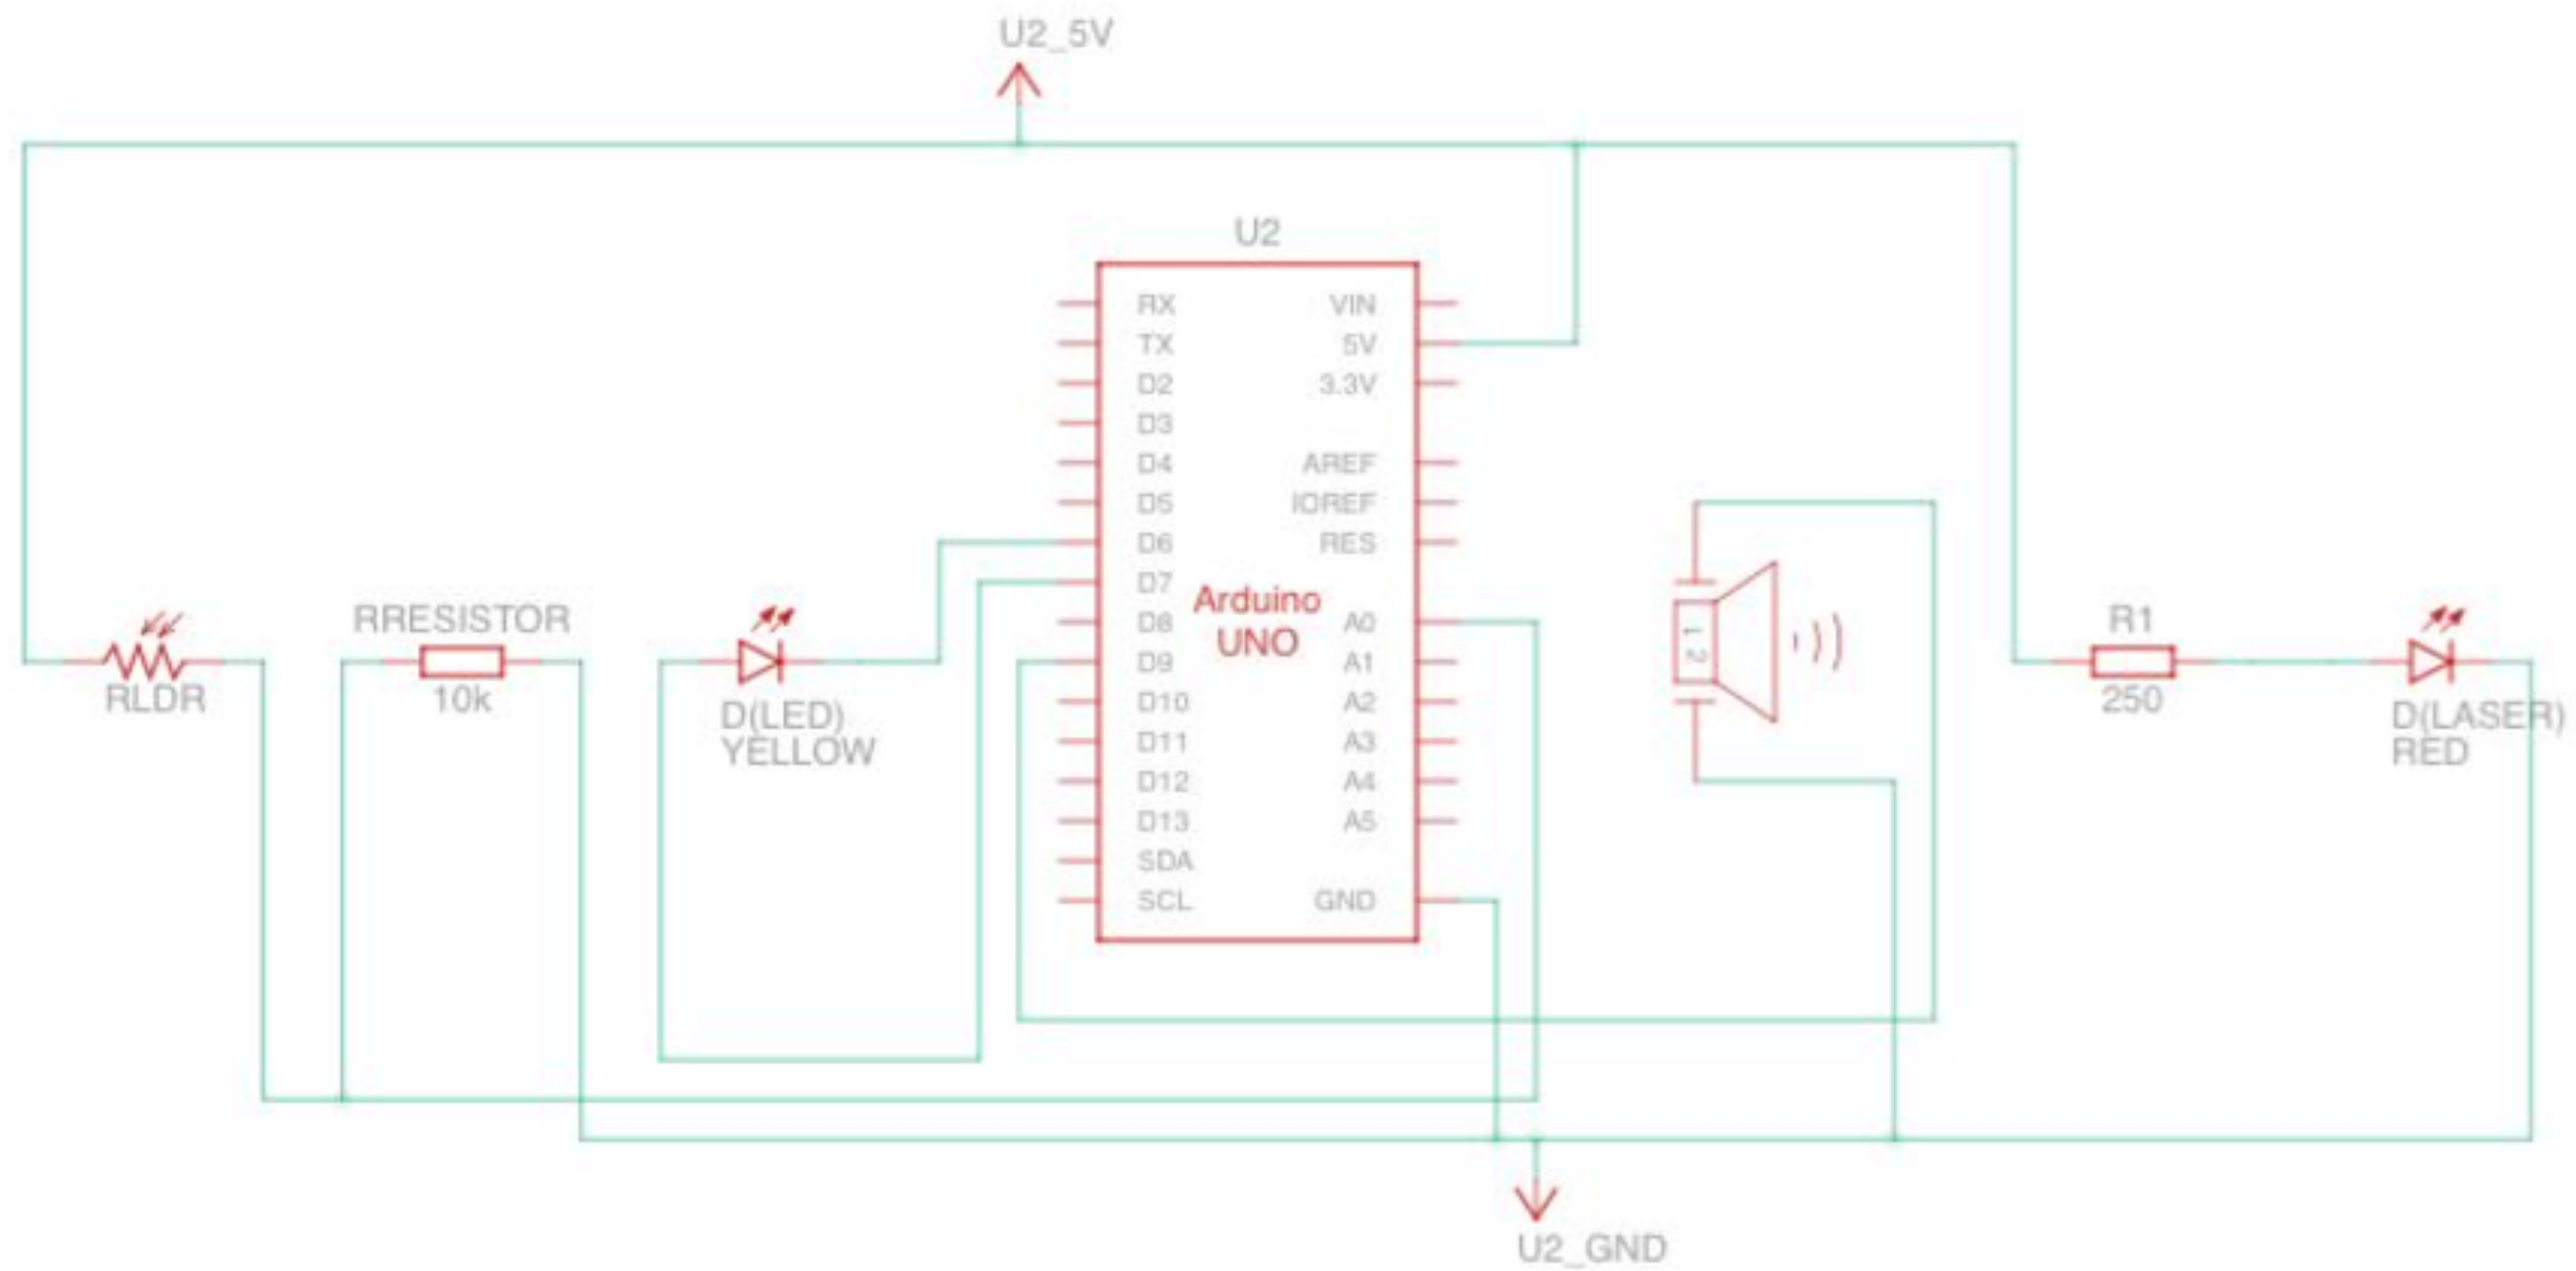 U2_5V
U2
RX
VIN
TX
5V
D2
3.3V
D3
D4
AREF
D5
IOREF
D6
RES
D7
Arduino
UNO
D8
A0
D9
A1
D10
A2
D11
A3
D12
A4
D13
A5
SDA
SCL
GND
RLDR
RRESISTOR
10k
D(LED)
YELLOW
1
2
R1
250
D(LASER)
RED
U2_GND